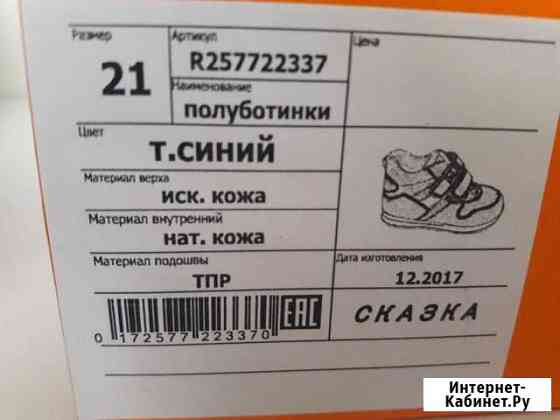 Размер
21
Артикул
R257722337
Цена
Наименование
полуботинки
Цвет
т.синий
Материал верха
иск. кожа
Материал внутренний
нат. кожа
Материал подошвы
ТПР
Дата изготовления
12.2017
0 172577 223370
ЕАС
СКАЗКА
Интернет-
Кабинет.Ру